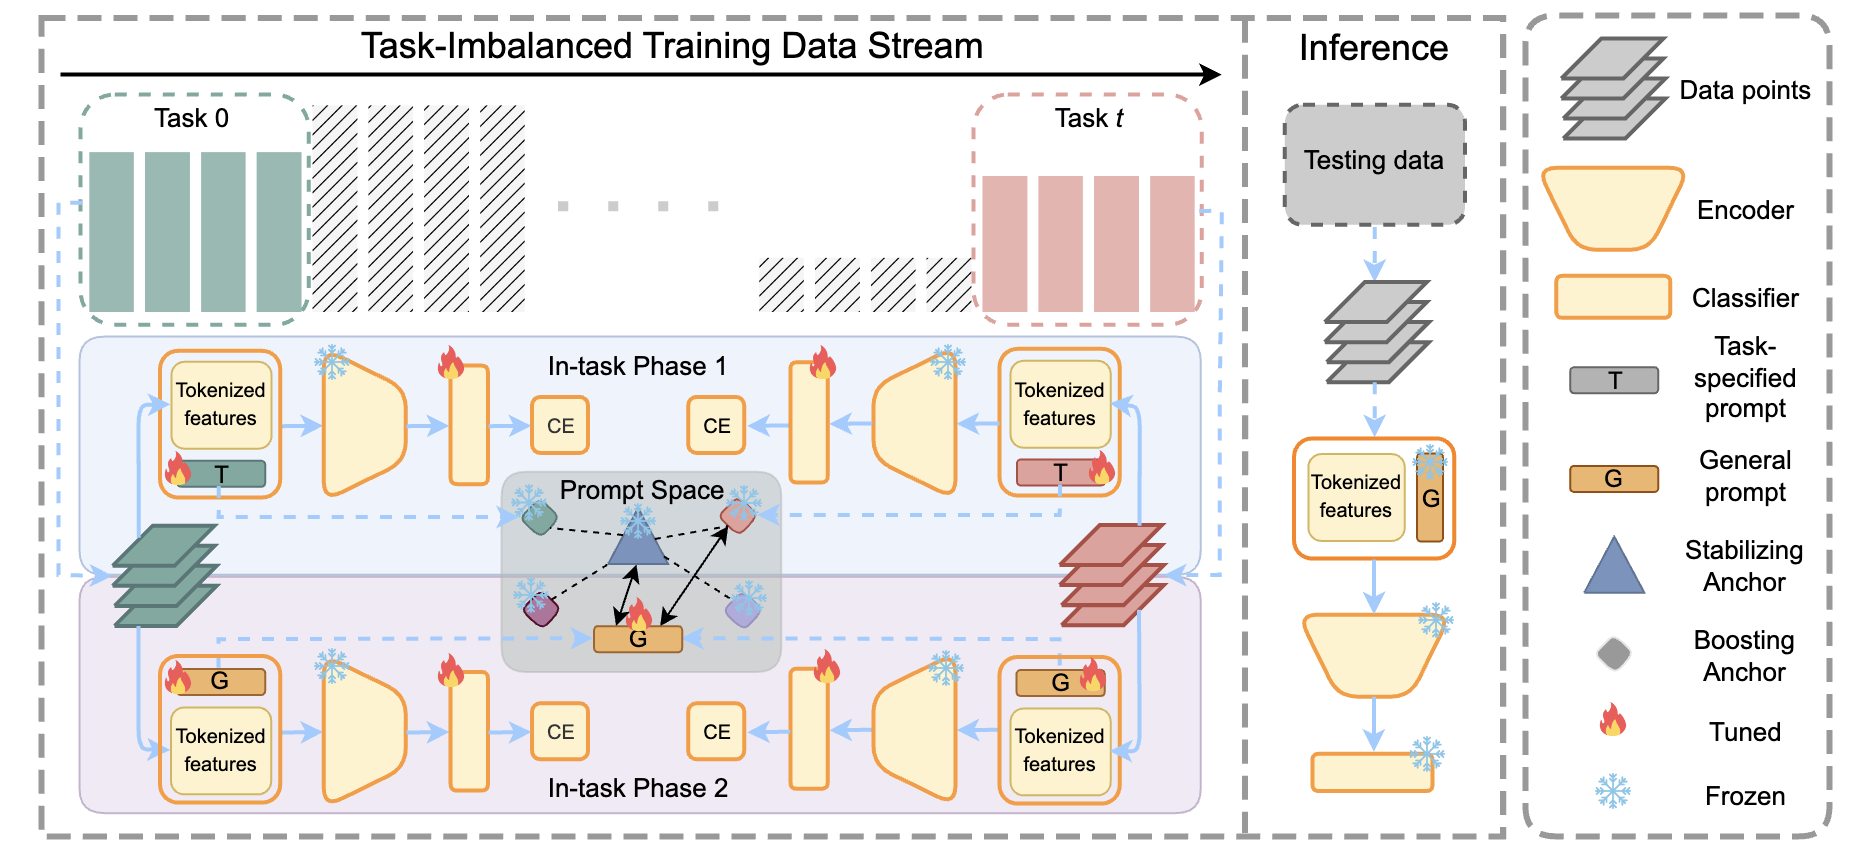 Task-Imbalanced Training Data Stream
Task 0
Task t
In-task Phase 1
Tokenized
features
T
CE
CE
Tokenized
features
T
Prompt Space
G
G
Tokenized
features
CE
CE
G
Tokenized
features
In-task Phase 2
Inference
Testing data
Tokenized
features
G
Data points
Encoder
Classifier
T
Task-
specified
prompt
G
General
prompt
Stabilizing
Anchor
Boosting
Anchor
Tuned
Frozen